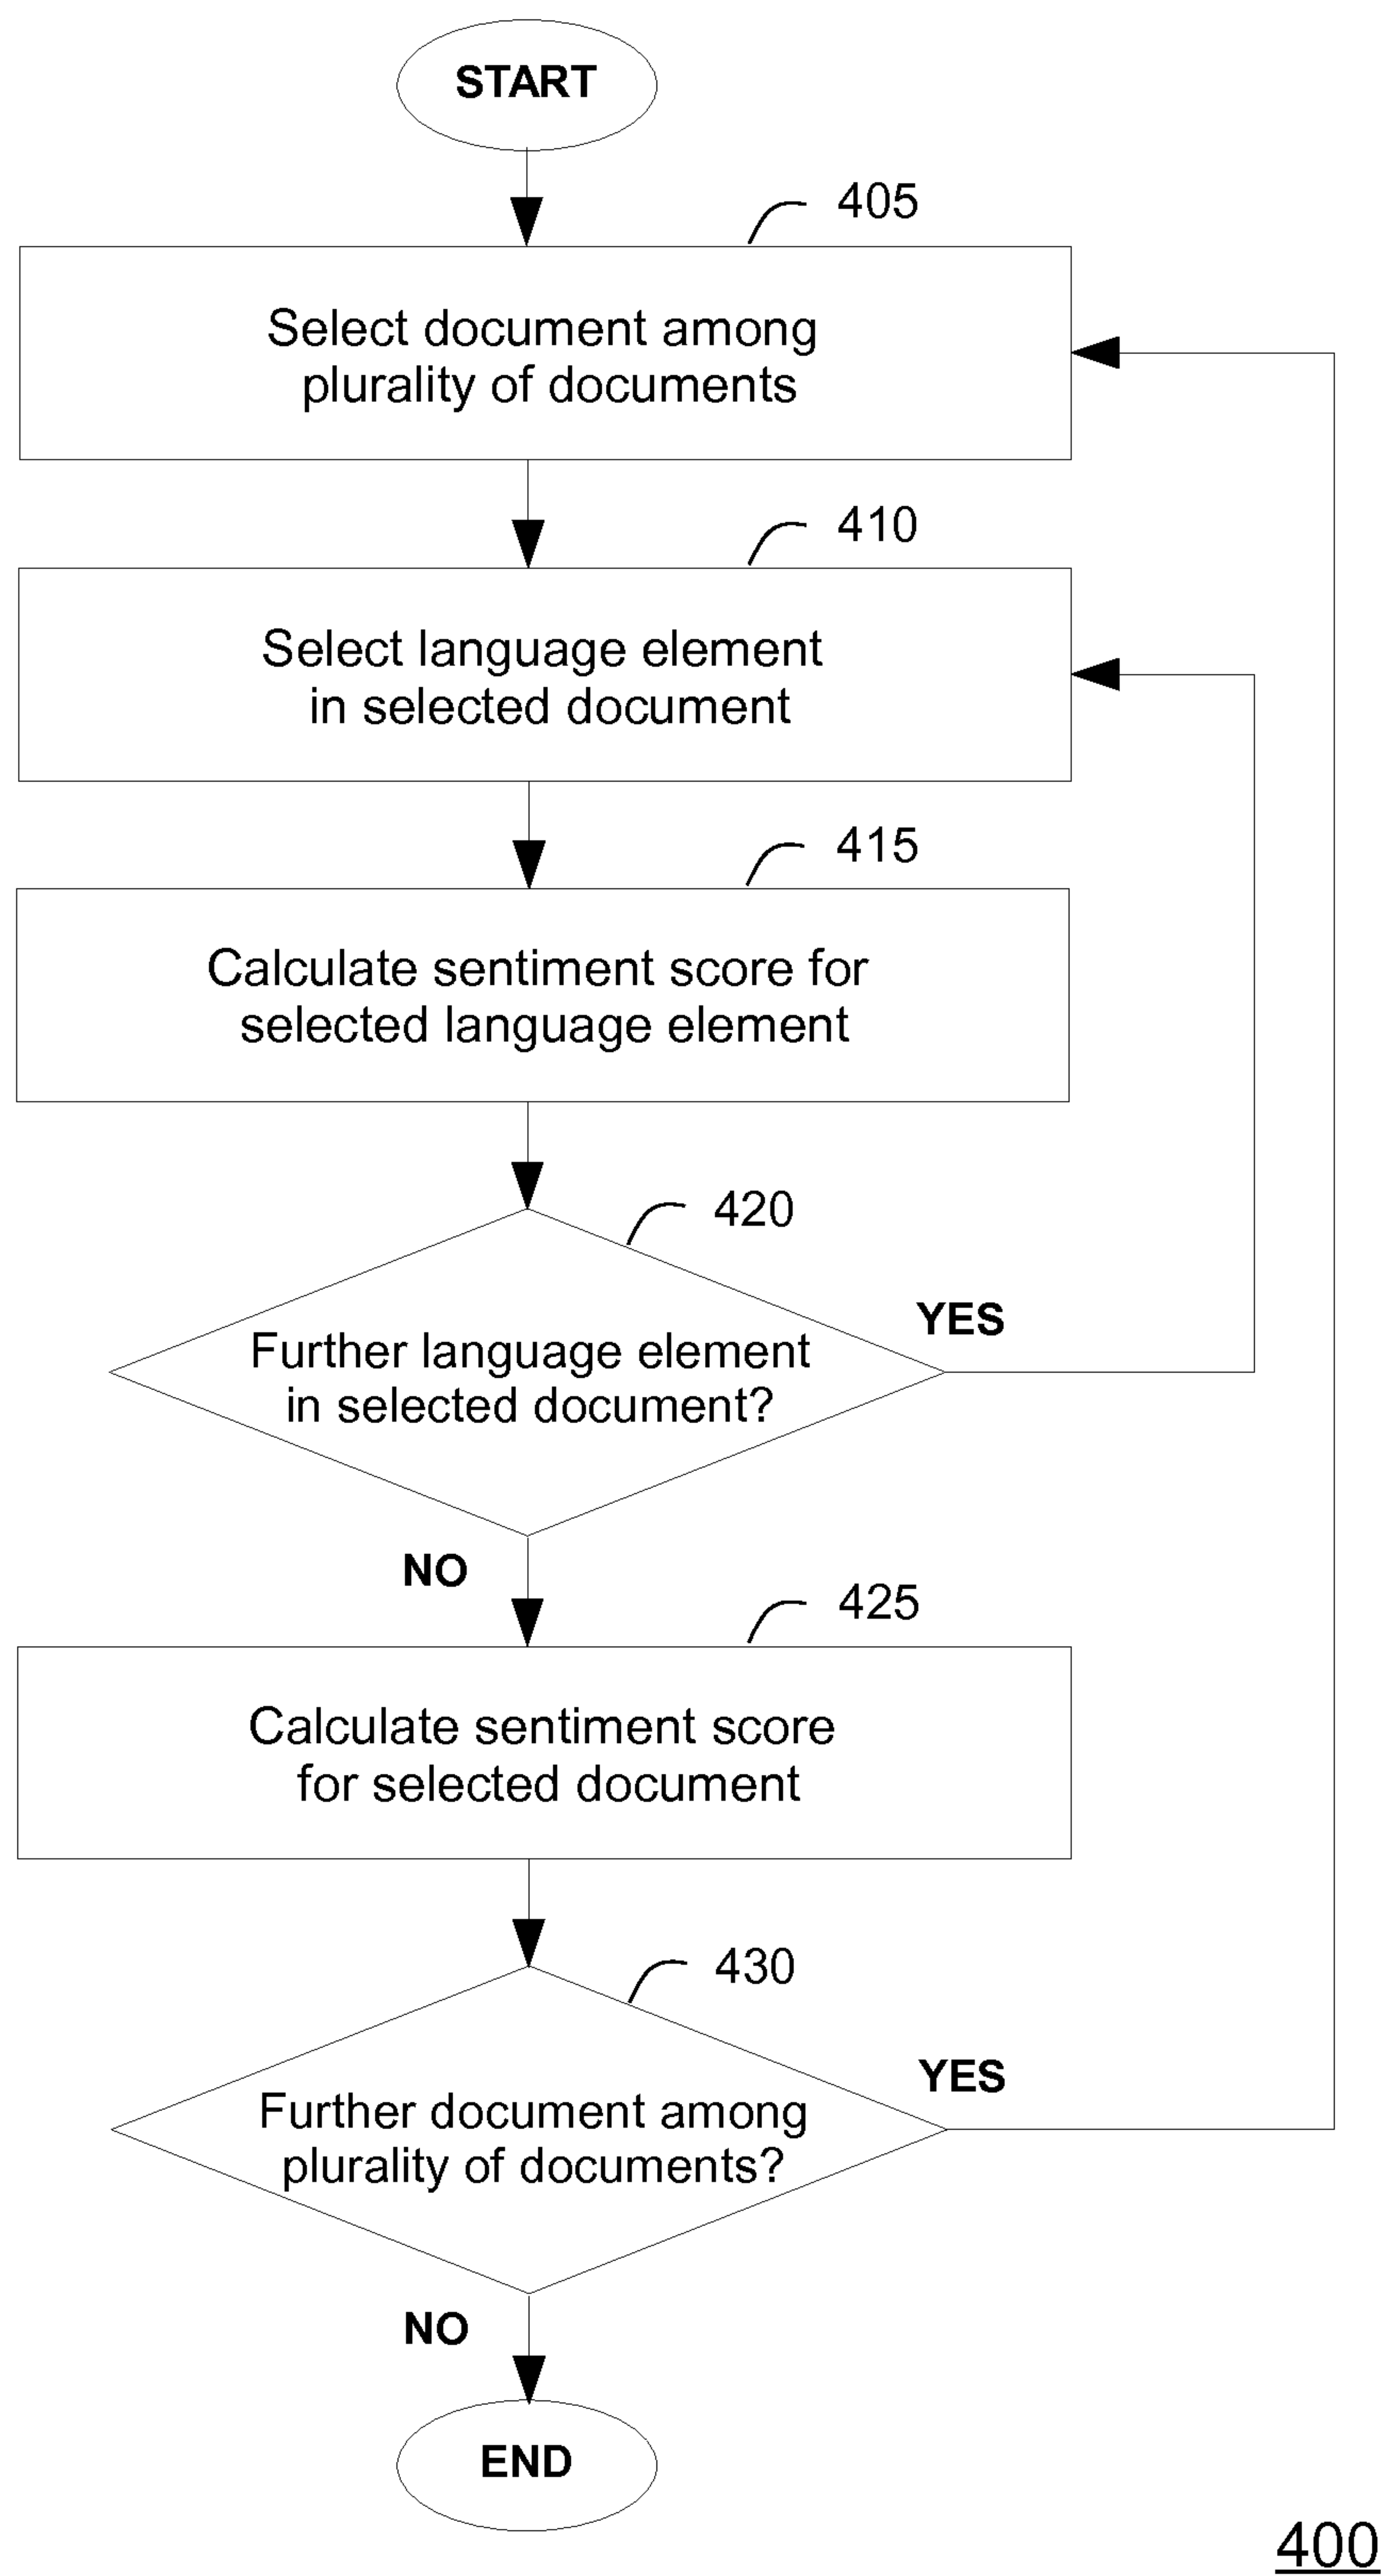 START
405
Select document among
plurality of documents
410
Select language element
in selected document
415
Calculate sentiment score for
selected language element
420
Further language element
in selected document?
YES
NO
425
Calculate sentiment score
for selected document
430
Further document among
plurality of documents?
YES
NO
END
400